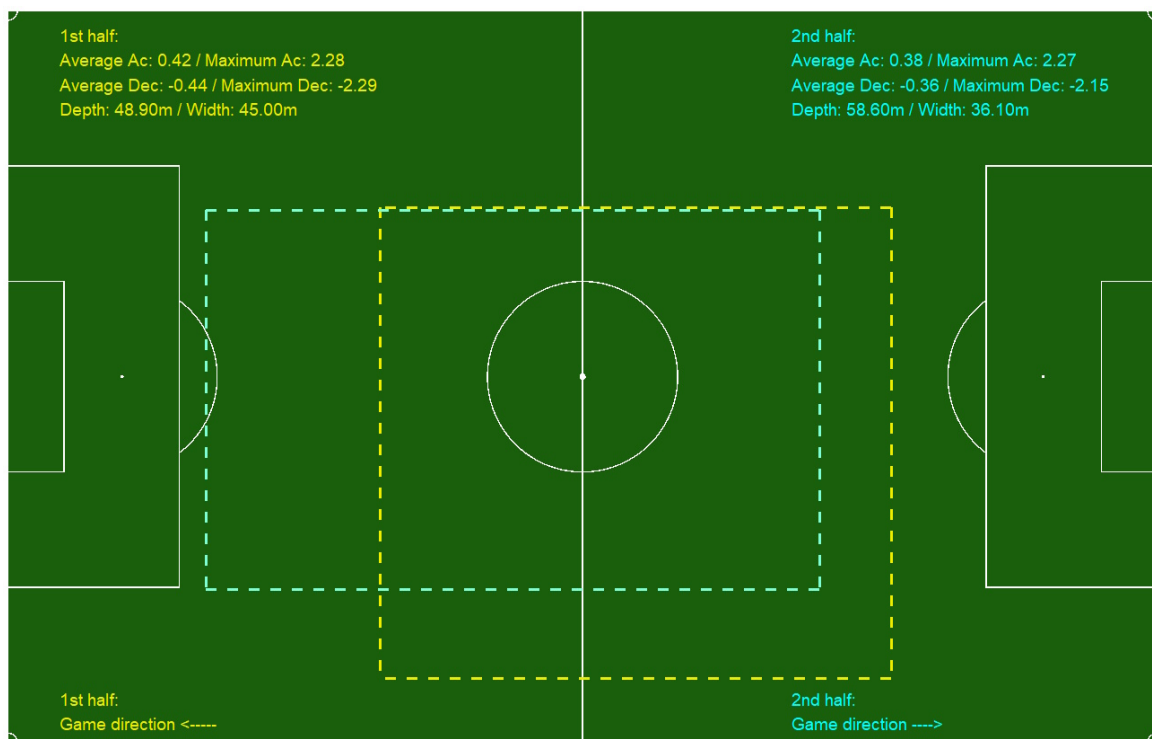 1st half:
Average Ac: 0.42 / Maximum Ac: 2.28
Average Dec: -0.44 / Maximum Dec: -2.29
Depth: 48.90m / Width: 45.00m
2nd half:
Average Ac: 0.38 / Maximum Ac: 2.27
Average Dec: -0.36 / Maximum Dec: -2.15
Depth: 58.60m / Width: 36.10m
1st half:
Game direction <-----
2nd half:
Game direction ---->